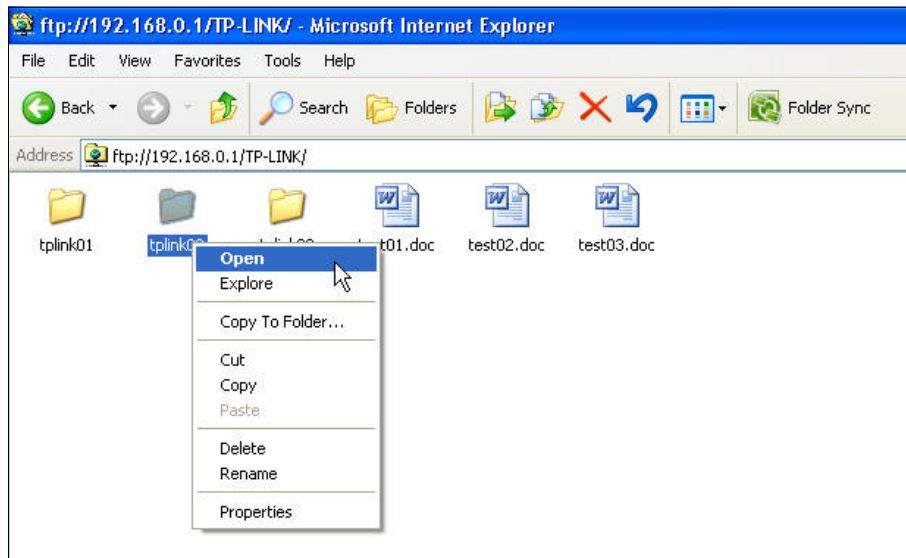 ftp://192.168.0.1/TP-LINK/ - Microsoft Internet Explorer
File Edit View Favorites Tools Help
Back Search Folders Folder Sync
Address ftp://192.168.0.1/TP-LINK/
tplink01 test02.doc test03.doc
Open
Explore
Copy To Folder...
Cut
Copy
Paste
Delete
Rename
Properties